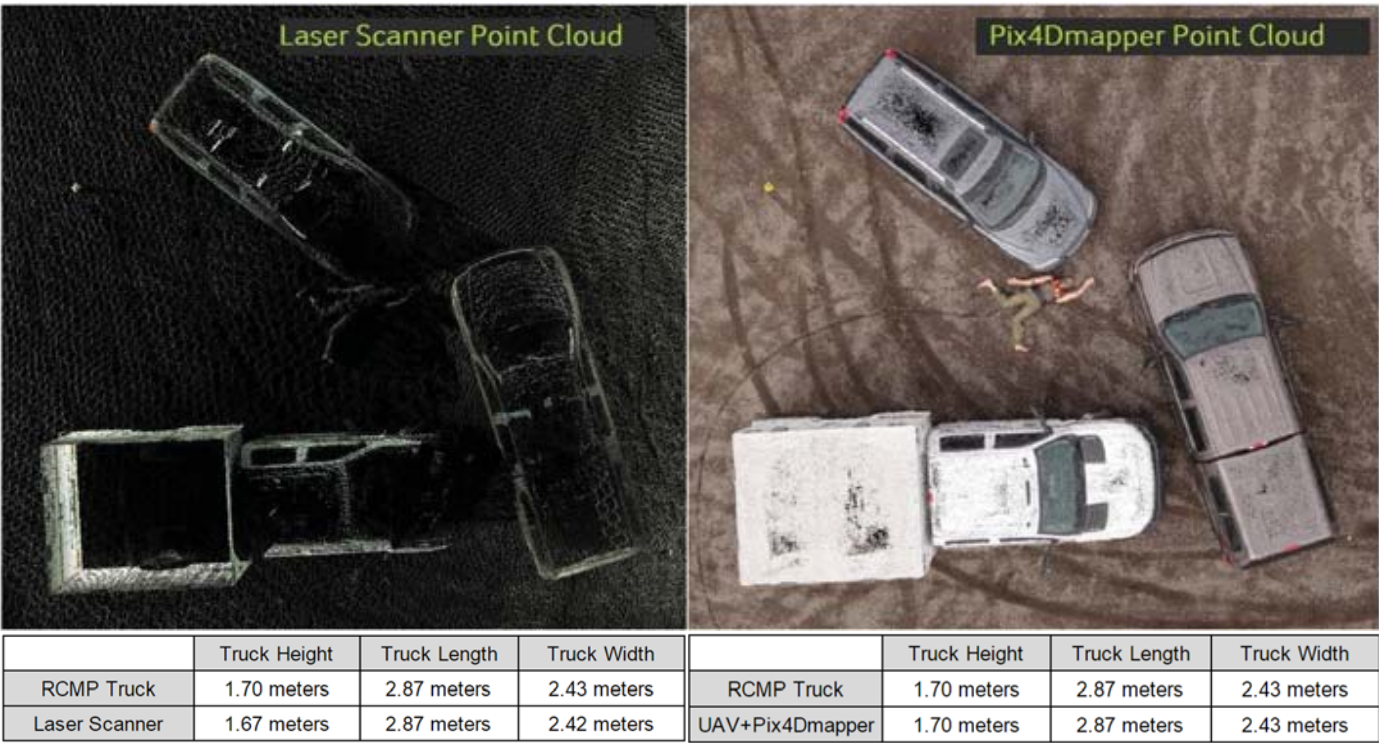 Laser Scanner Point Cloud
Pix4Dmapper Point Cloud
Truck Height Truck Length Truck Width
RCMP Truck 1.70 meters 2.87 meters 2.43 meters
Laser Scanner 1.67 meters 2.87 meters 2.42 meters
Truck Height Truck Length Truck Width
RCMP Truck 1.70 meters 2.87 meters 2.43 meters
UAV+Pix4Dmapper 1.70 meters 2.87 meters 2.43 meters